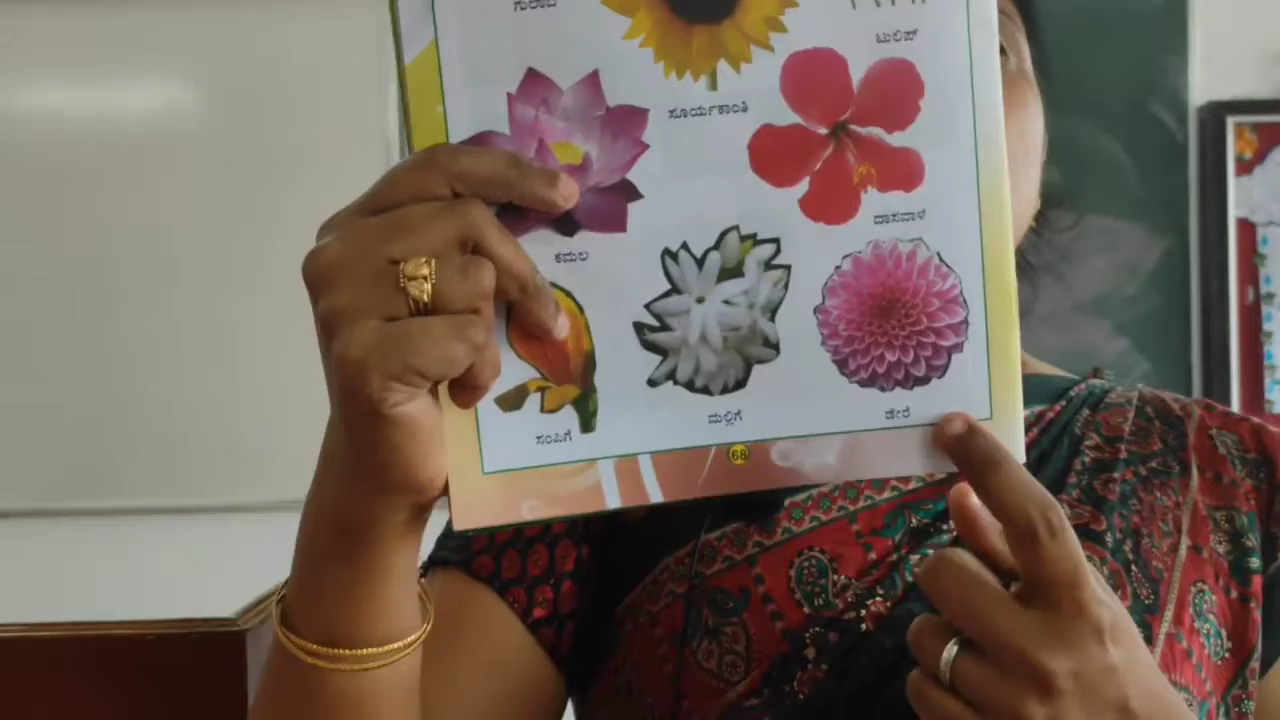 ಗುಲಾಬಿ
ಟುಲಿಪ್
ಸೂರ್ಯಕಾಂತಿ
ದಾಸವಾಳ
ಕಮಲ
ಸಂಪಿಗೆ
ಮಲ್ಲಿಗೆ
ಡೇರೆ
68